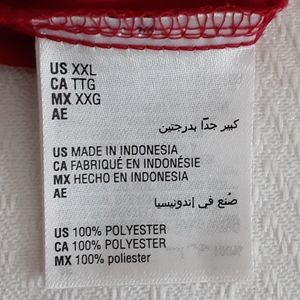 US XXL
CA TTG
MX XXG
AE
كبير جدًا بدرجتين
US MADE IN INDONESIA
CA FABRIQUÉ EN INDONÉSIE
MX HECHO EN INDONESIA
AE
صُنع في إندونيسيا
US 100% POLYESTER
CA 100% POLYESTER
MX 100% poliester